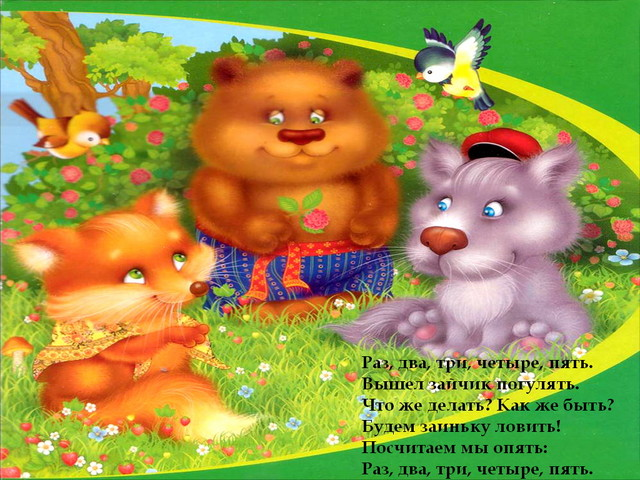 Раз, два, три, четыре, пять.
Вышел зайчик погулять.
Что же делать? Как же быть?
Будем заиньку ловить!
Посчитаем мы опять:
Раз, два, три, четыре, пять.